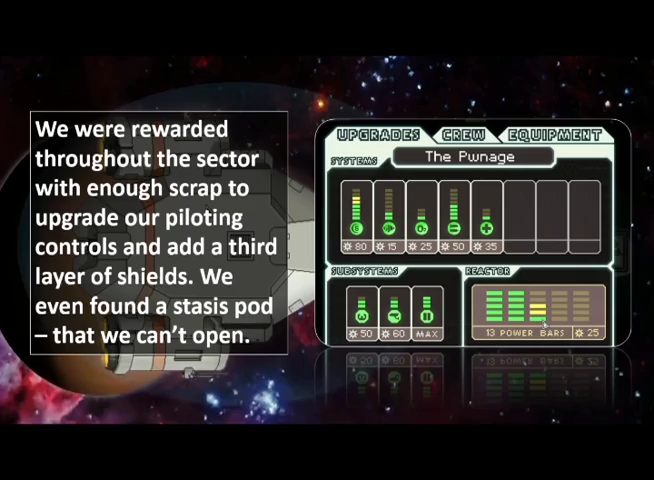 We were rewarded
throughout the sector
with enough scrap to
upgrade our piloting
controls and add a third
layer of shields. We
even found a stasis pod
– that we can’t open.
UPGRADES CREW EQUIPMENT
SYSTEMS
The Pwnage
80 15 25 50 35
SUBSYSTEMS REACTOR
50 60 MAX
13 POWER BARS 25